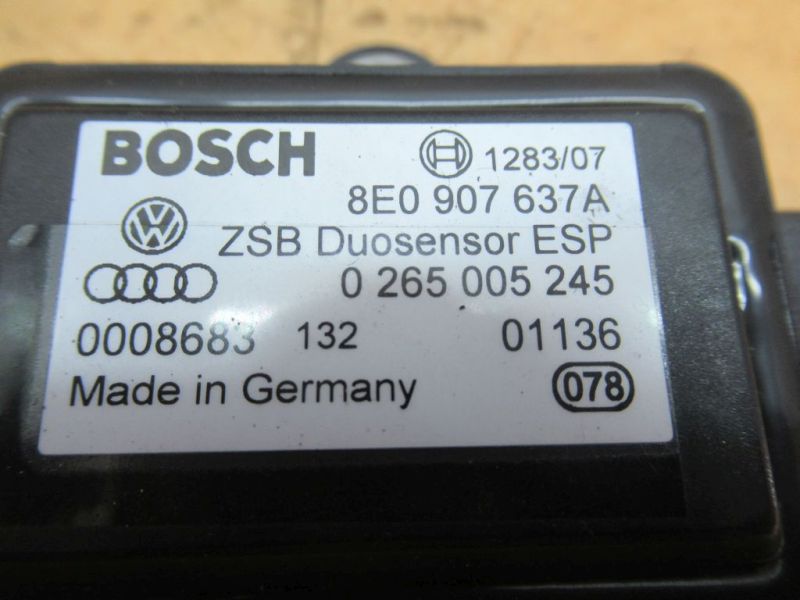 BOSCH 1283/07
8E0 907 637A
ZSB Duosensor ESP
0 265 005 245
0008683 132 01136
Made in Germany 078